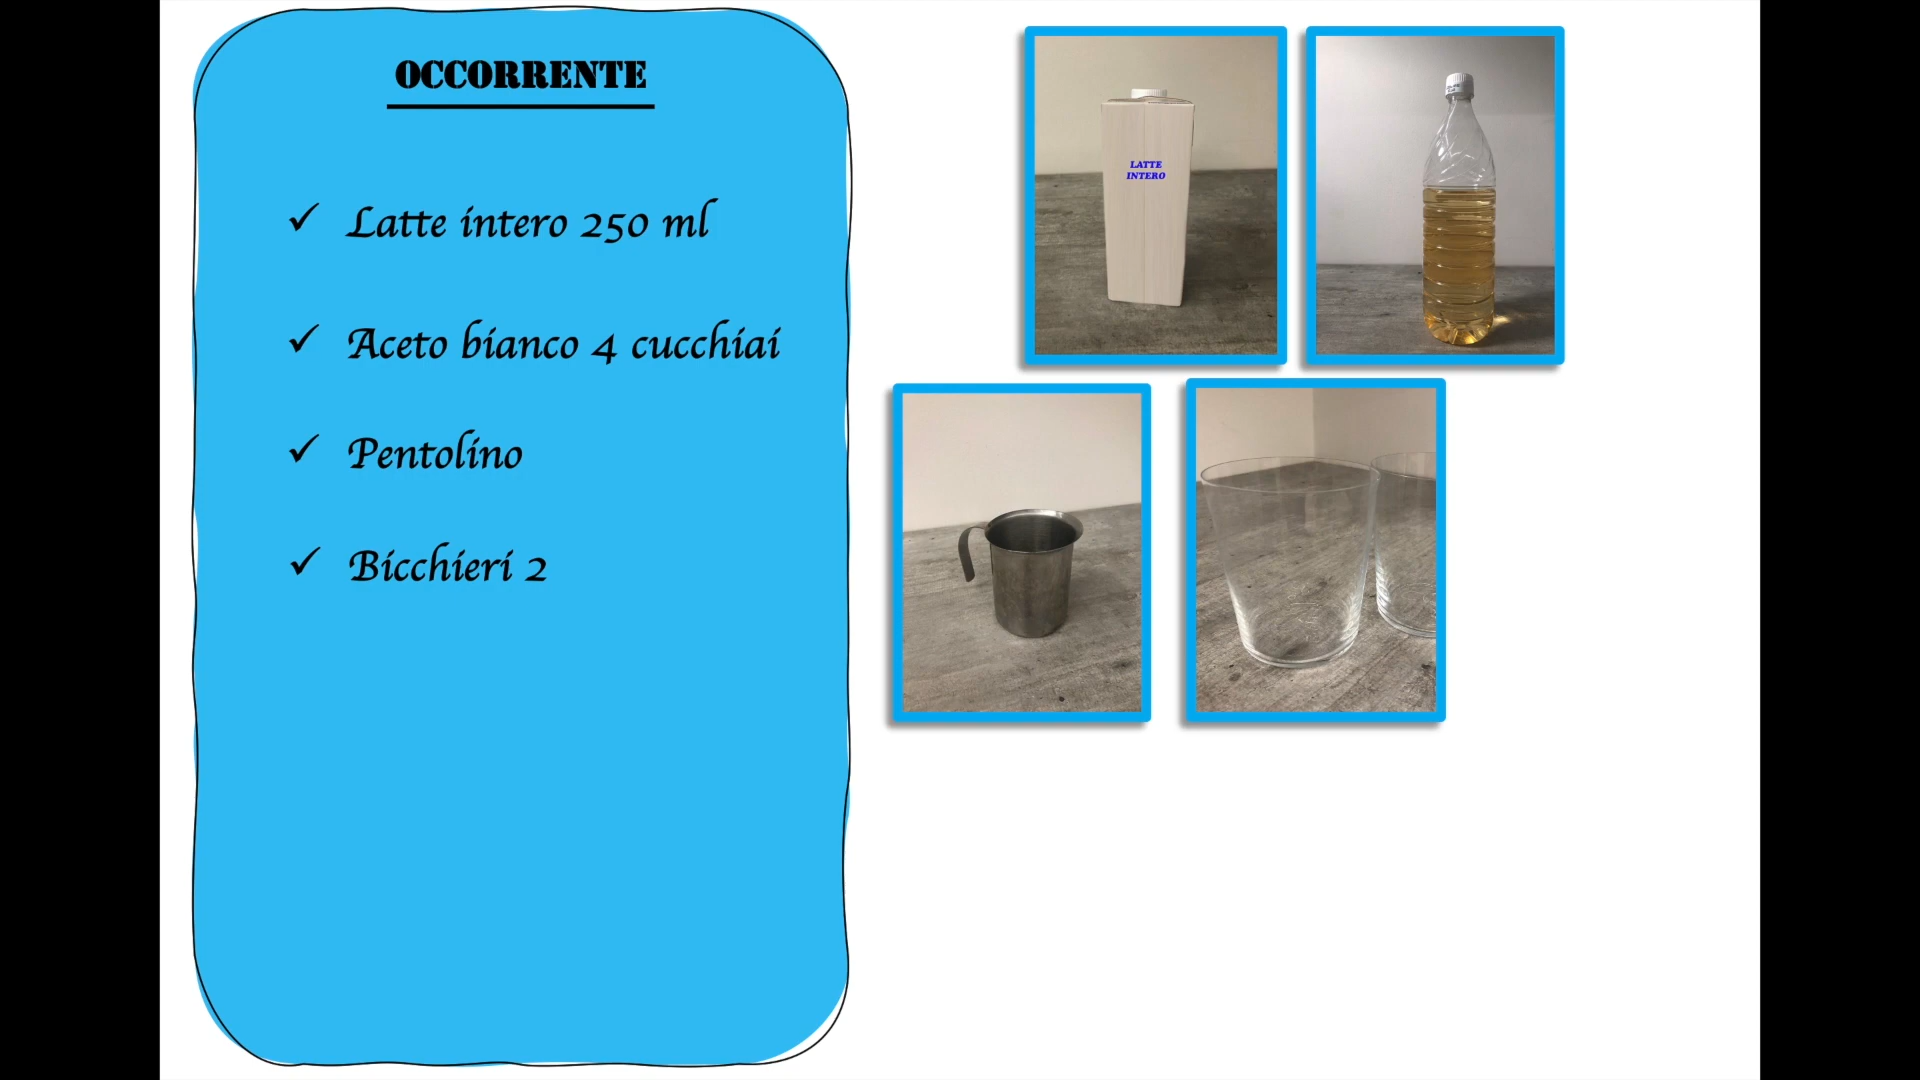 OCCORRENTE
✓ Latte intero 250 ml
✓ Aceto bianco 4 cucchiai
✓ Pentolino
✓ Bicchieri 2
LATTE
INTERO